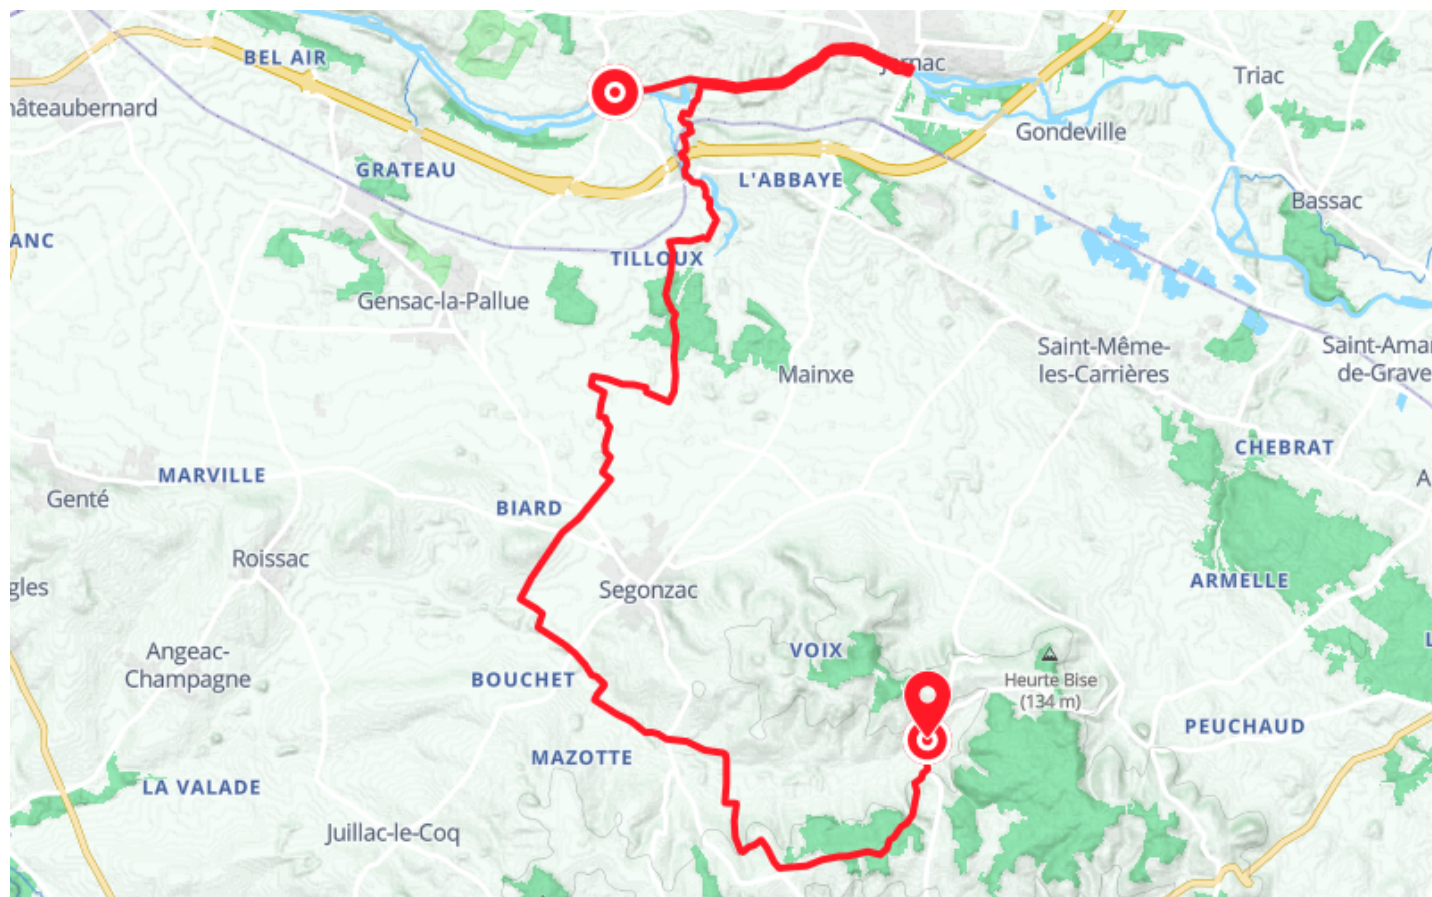 BEL AIR
Triac
hâteaubernard
Gondeville
GRATEAU
L'ABBAYE
Bassac
ANC
TILLOUX
Gensac-la-Pallue
Saint-Même-
les-Carrières
Saint-Amar
de-Grave
Mainxe
CHEBRAT
MARVILLE
Genté
BIARD
Roissac
Segonzac
ARMELLE
gles
Angeac-
Champagne
VOIX
BOUCHET
Heurte Bise
(134 m)
PEUCHAUD
MAZOTTE
LA VALADE
Juillac-le-Coq